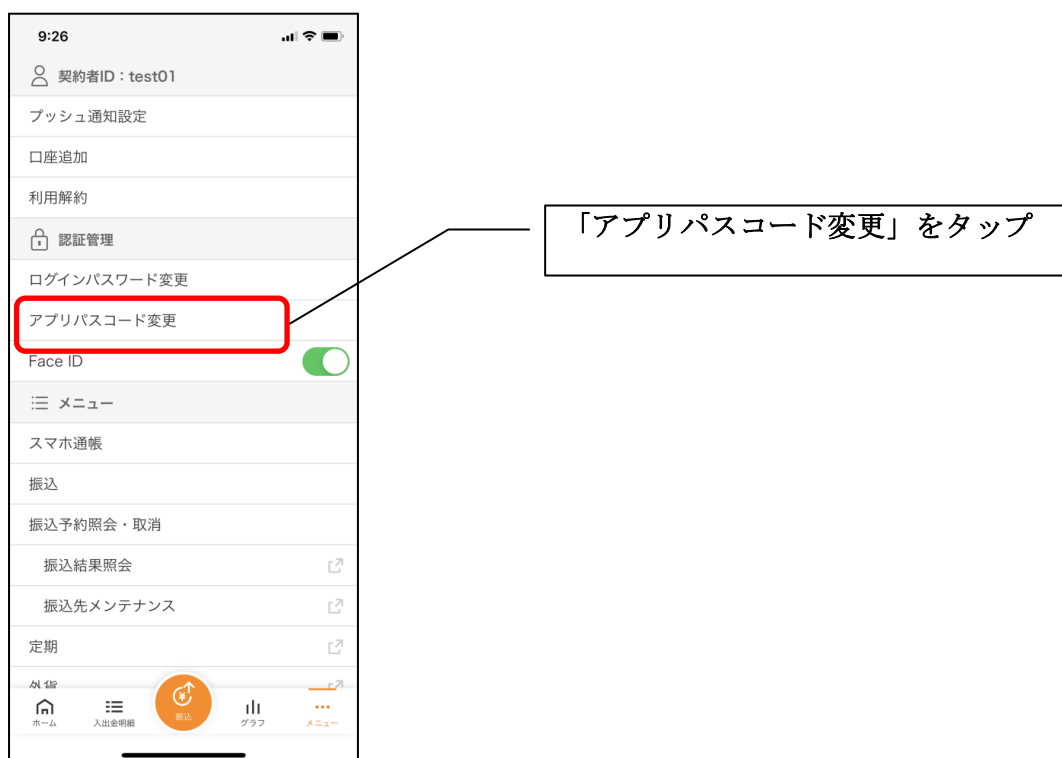 9:26
契約者ID：test01
プッシュ通知設定
口座追加
利用解約
認証管理
ログインパスワード変更
アプリパスコード変更
Face ID
メニュー
スマホ通帳
振込
振込予約照会・取消
振込結果照会
振込先メンテナンス
定期
外貨
ホーム
入出金明細
振込
グラフ
メニュー
「アプリパスコード変更」をタップ